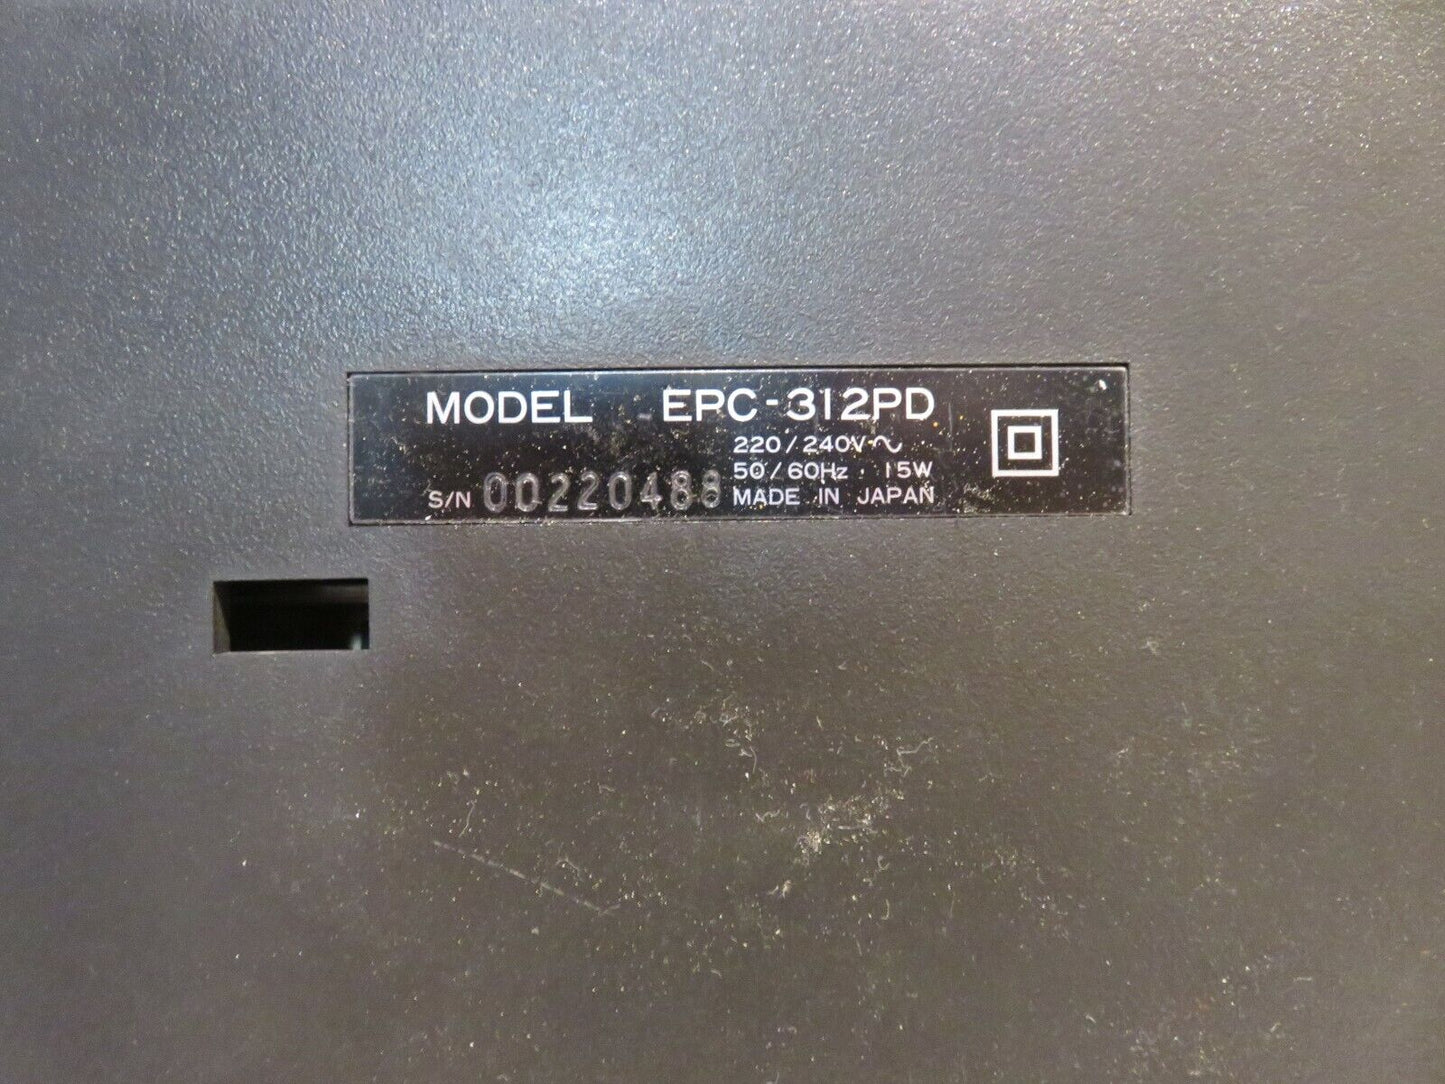 MODEL EPC-312PD
220/240V~
50/60Hz 15W
S/N 00220488 MADE IN JAPAN